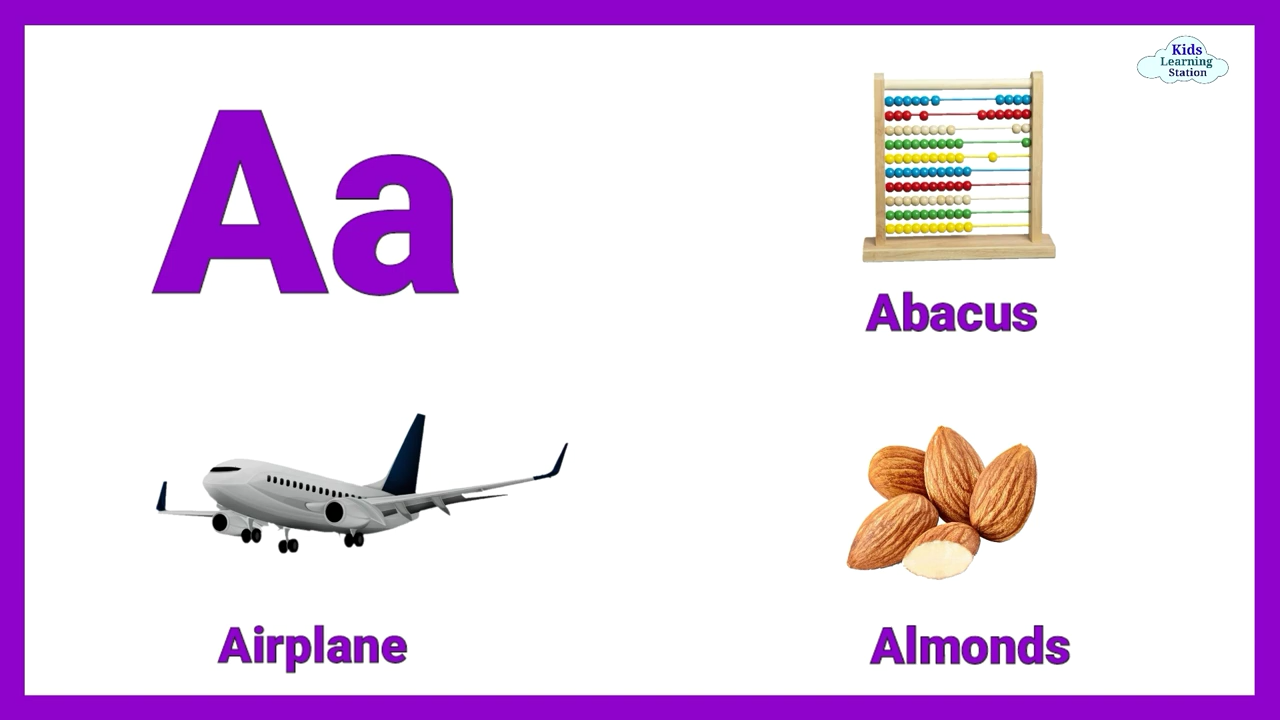 Aa
Kids
Learning
Station
Abacus
Airplane
Almonds